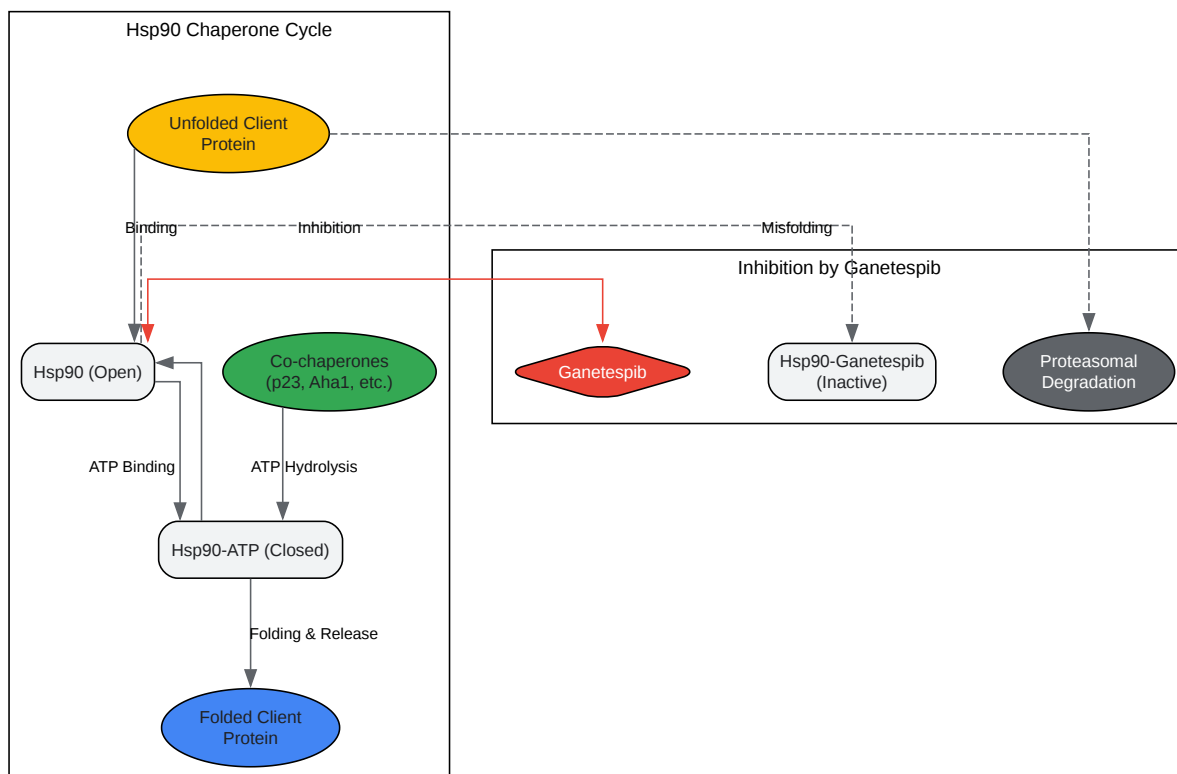 Hsp90 Chaperone Cycle
Unfolded Client
Protein
Binding
Inhibition
Misfolding
Inhibition by Ganetespib
Hsp90 (Open)
Co-chaperones
(p23, Aha1, etc.)
Ganetespib
Hsp90-Ganetespib
(Inactive)
Proteasomal
Degradation
ATP Binding
ATP Hydrolysis
Hsp90-ATP (Closed)
Folding & Release
Folded Client
Protein